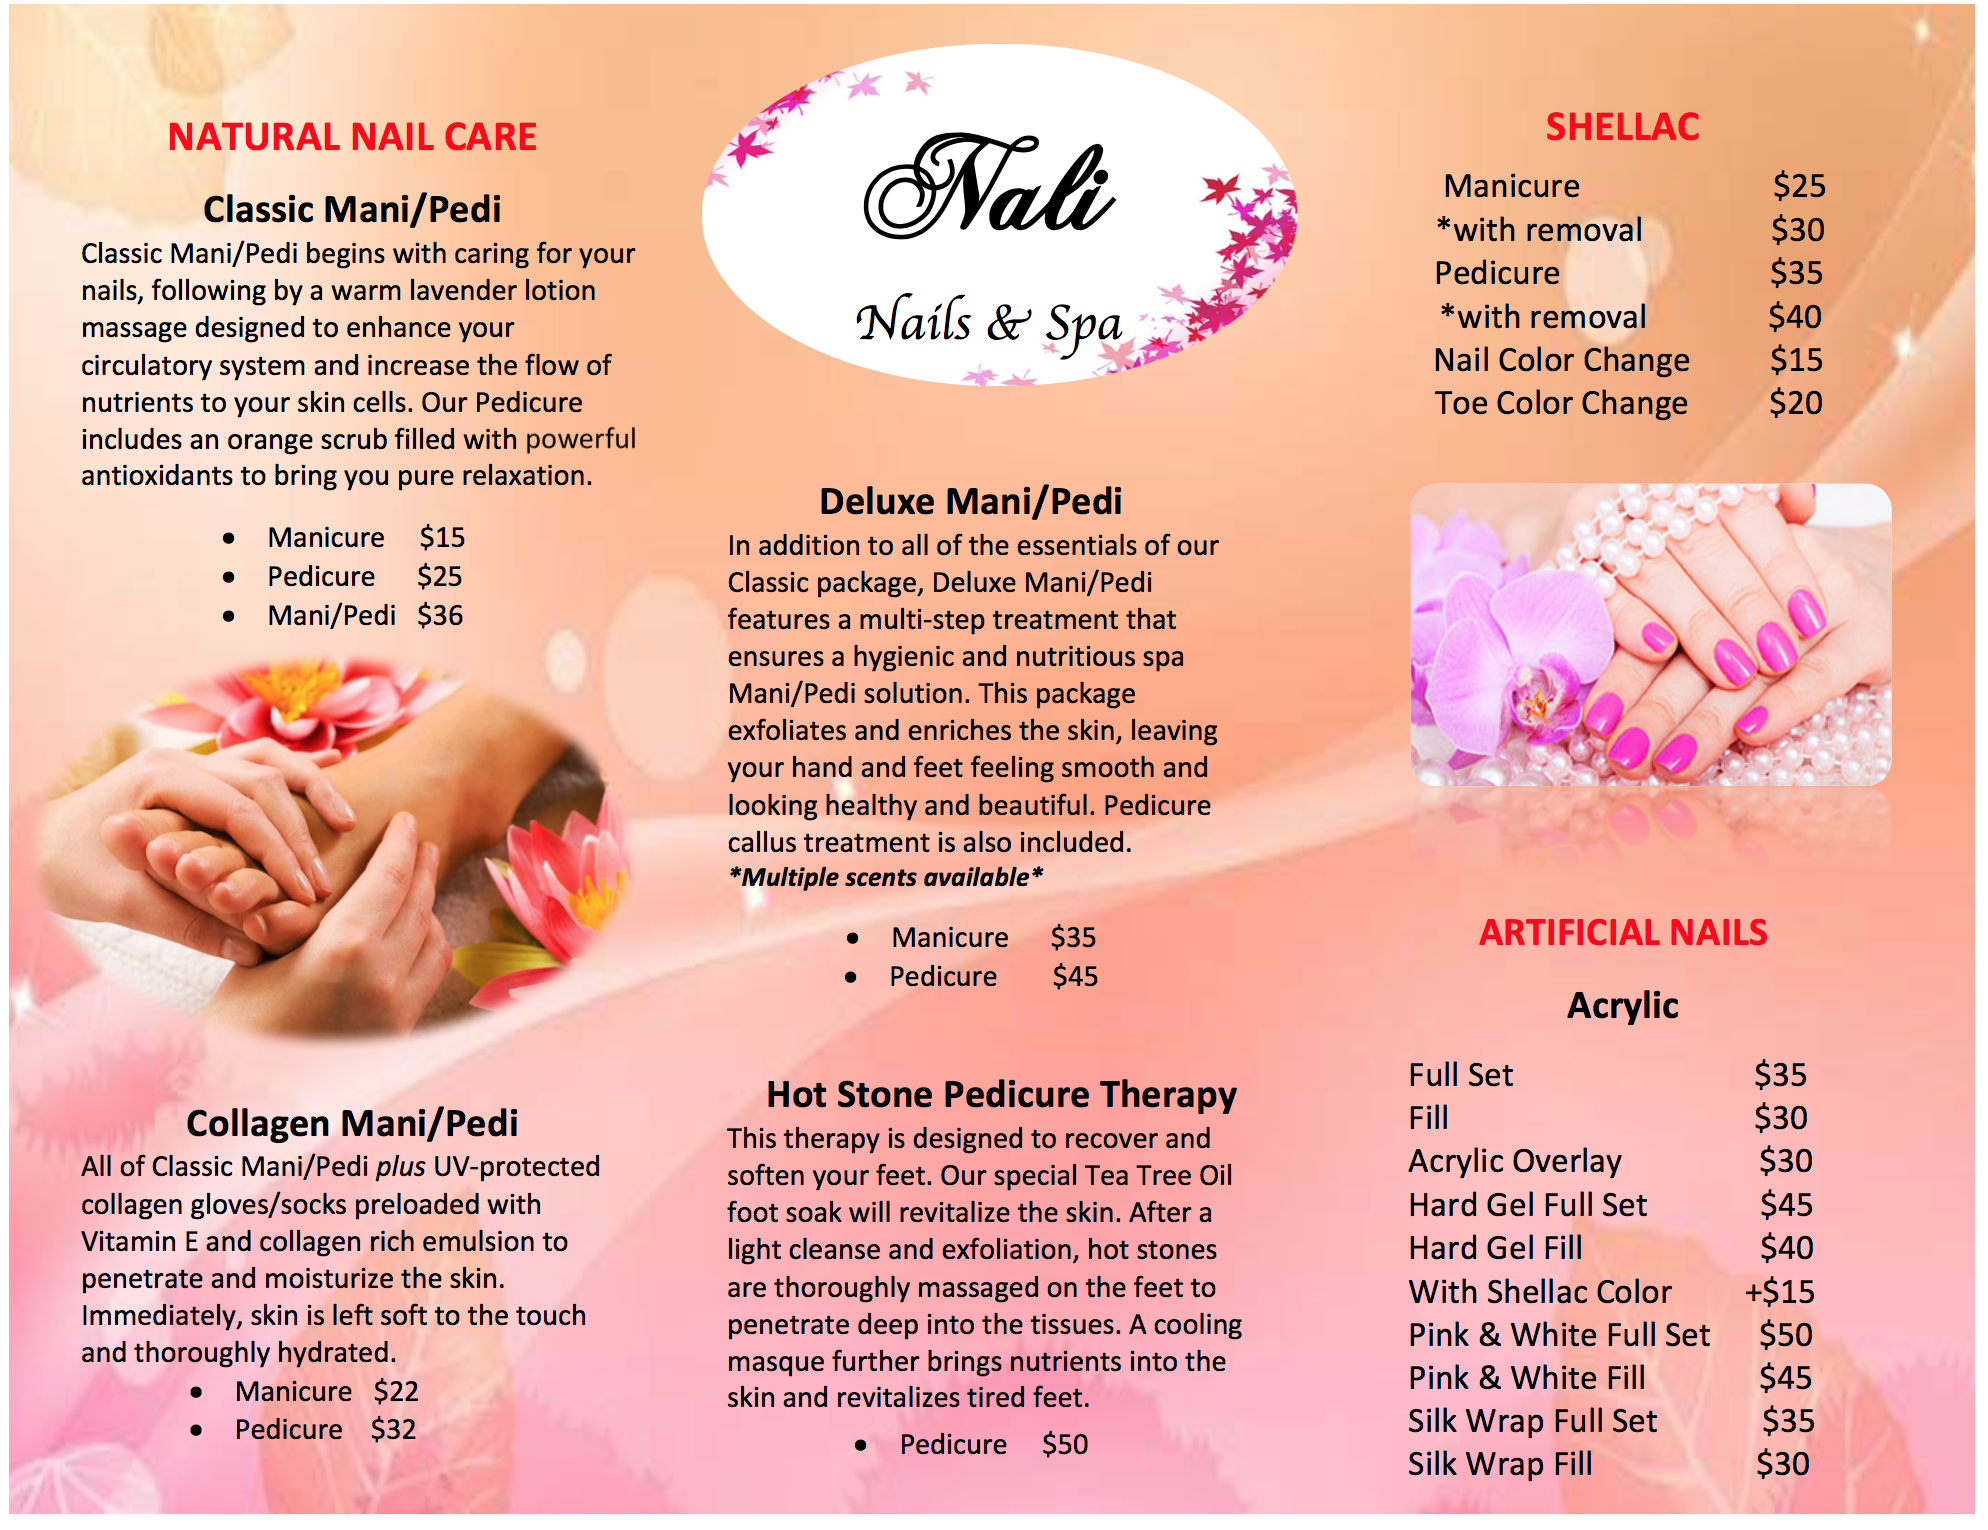 NATURAL NAIL CARE
Classic Mani/Pedi
Classic Mani/Pedi begins with caring for your
nails, following by a warm lavender lotion
massage designed to enhance your
circulatory system and increase the flow of
nutrients to your skin cells. Our Pedicure
includes an orange scrub filled with powerful
antioxidants to bring you pure relaxation.
• Manicure $15
• Pedicure $25
• Mani/Pedi $36
Collagen Mani/Pedi
All of Classic Mani/Pedi plus UV-protected
collagen gloves/socks preloaded with
Vitamin E and collagen rich emulsion to
penetrate and moisturize the skin.
Immediately, skin is left soft to the touch
and thoroughly hydrated.
• Manicure $22
• Pedicure $32
Nali
Nails & Spa
Deluxe Mani/Pedi
In addition to all of the essentials of our
Classic package, Deluxe Mani/Pedi
features a multi-step treatment that
ensures a hygienic and nutritious spa
Mani/Pedi solution. This package
exfoliates and enriches the skin, leaving
your hand and feet feeling smooth and
looking healthy and beautiful. Pedicure
callus treatment is also included.
*Multiple scents available*
• Manicure $35
• Pedicure $45
Hot Stone Pedicure Therapy
This therapy is designed to recover and
soften your feet. Our special Tea Tree Oil
foot soak will revitalize the skin. After a
light cleanse and exfoliation, hot stones
are thoroughly massaged on the feet to
penetrate deep into the tissues. A cooling
masque further brings nutrients into the
skin and revitalizes tired feet.
• Pedicure $50
SHELLAC
Manicure $25
*with removal $30
Pedicure $35
*with removal $40
Nail Color Change $15
Toe Color Change $20
ARTIFICIAL NAILS
Acrylic
Full Set $35
Fill $30
Acrylic Overlay $30
Hard Gel Full Set $45
Hard Gel Fill $40
With Shellac Color +$15
Pink & White Full Set $50
Pink & White Fill $45
Silk Wrap Full Set $35
Silk Wrap Fill $30